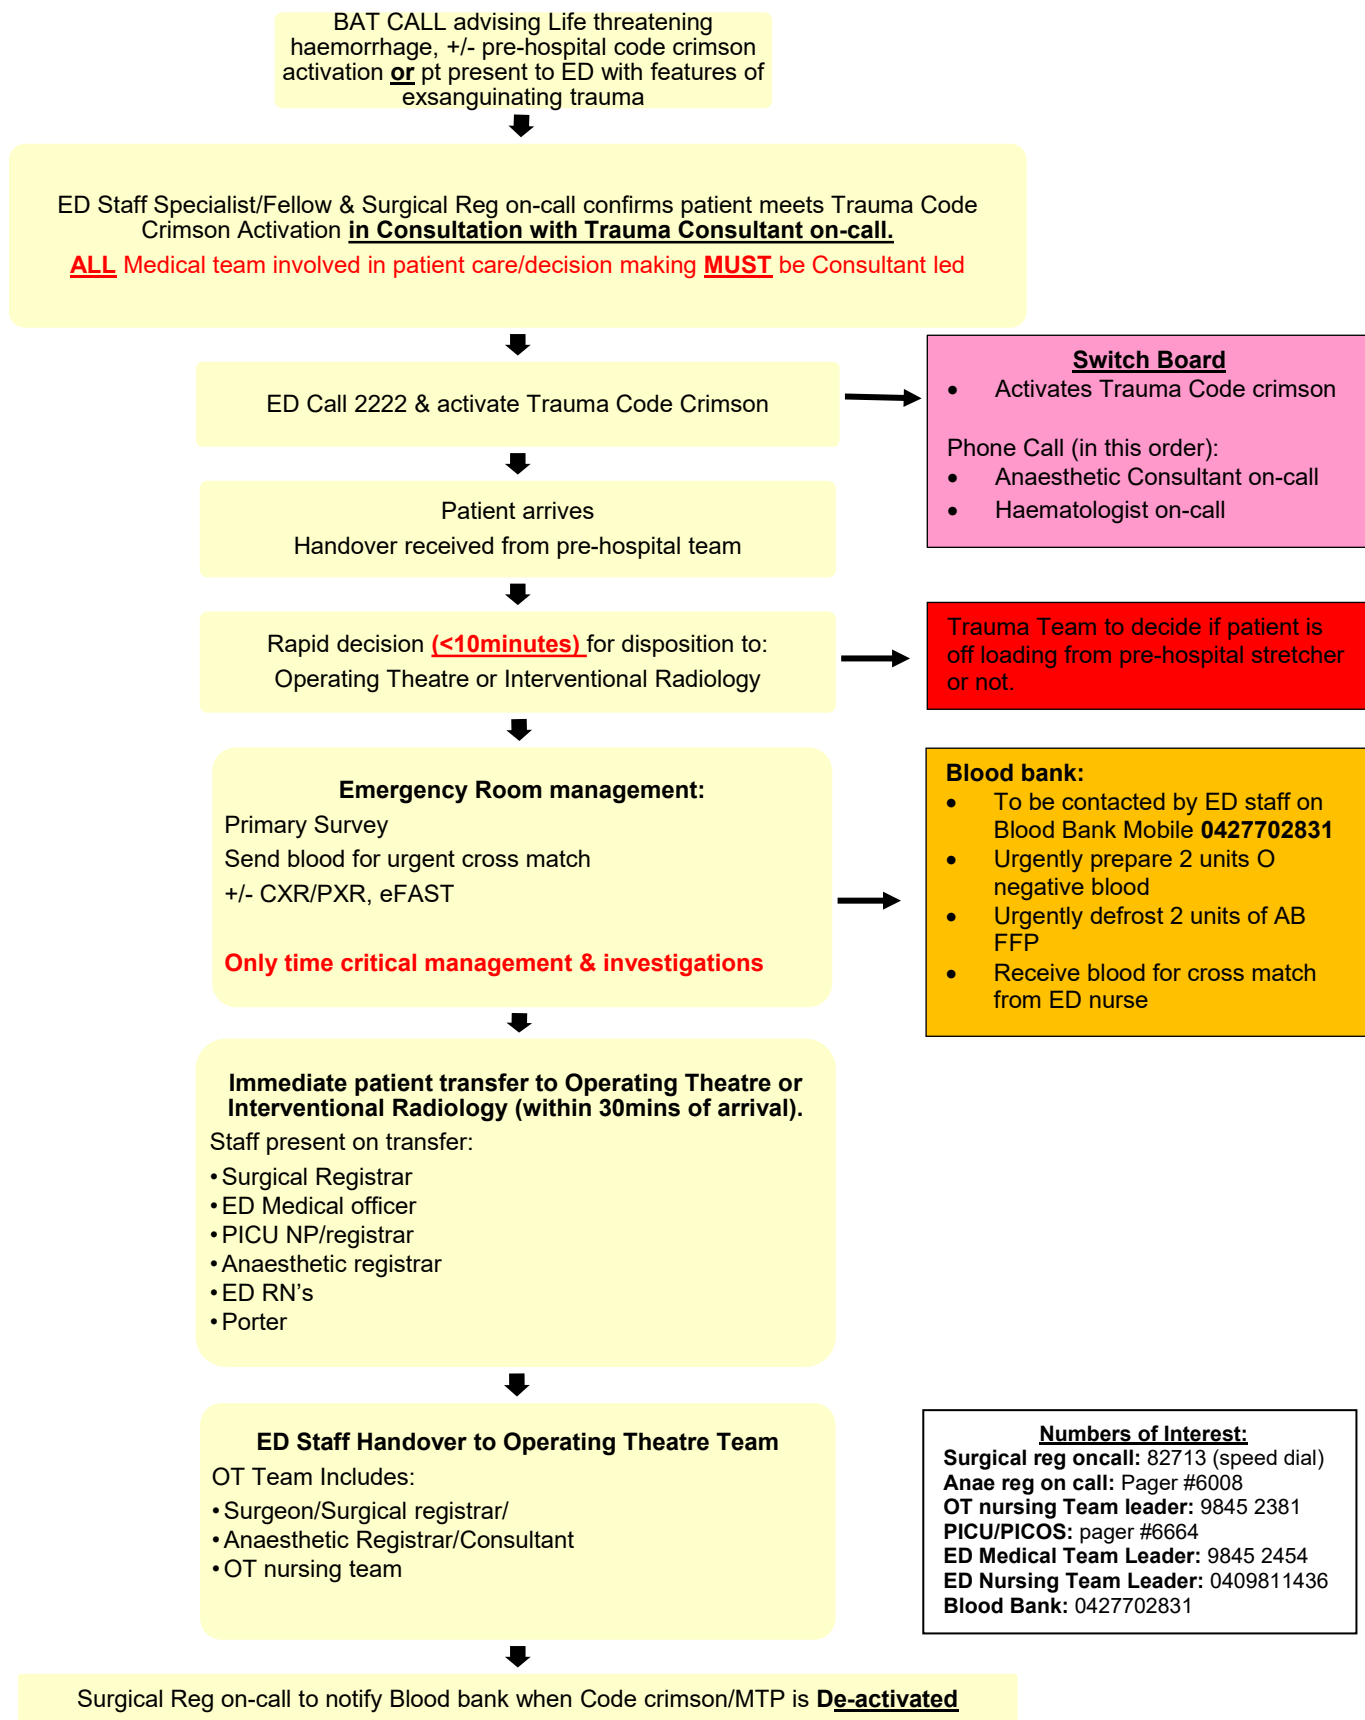 BAT CALL advising Life threatening
haemorrhage, +/- pre-hospital code crimson
activation or pt present to ED with features of
exsanguinating trauma
ED Staff Specialist/Fellow & Surgical Reg on-call confirms patient meets Trauma Code
Crimson Activation in Consultation with Trauma Consultant on-call.
ALL Medical team involved in patient care/decision making MUST be Consultant led
ED Call 2222 & activate Trauma Code Crimson
Switch Board
• Activates Trauma Code crimson
Phone Call (in this order):
• Anaesthetic Consultant on-call
• Haematologist on-call
Patient arrives
Handover received from pre-hospital team
Rapid decision (<10minutes) for disposition to:
Operating Theatre or Interventional Radiology
Trauma Team to decide if patient is
off loading from pre-hospital stretcher
or not.
Emergency Room management:
Primary Survey
Send blood for urgent cross match
+/- CXR/PXR, eFAST
Only time critical management & investigations
Blood bank:
• To be contacted by ED staff on
Blood Bank Mobile 0427702831
• Urgently prepare 2 units O
negative blood
• Urgently defrost 2 units of AB
FFP
• Receive blood for cross match
from ED nurse
Immediate patient transfer to Operating Theatre or
Interventional Radiology (within 30mins of arrival).
Staff present on transfer:
• Surgical Registrar
• ED Medical officer
• PICU NP/registrar
• Anaesthetic registrar
• ED RN's
• Porter
ED Staff Handover to Operating Theatre Team
OT Team Includes:
• Surgeon/Surgical registrar/
• Anaesthetic Registrar/Consultant
• OT nursing team
Numbers of Interest:
Surgical reg oncall: 82713 (speed dial)
Anae reg on call: Pager #6008
OT nursing Team leader: 9845 2381
PICU/PICOS: pager #6664
ED Medical Team Leader: 9845 2454
ED Nursing Team Leader: 0409811436
Blood Bank: 0427702831
Surgical Reg on-call to notify Blood bank when Code crimson/MTP is De-activated